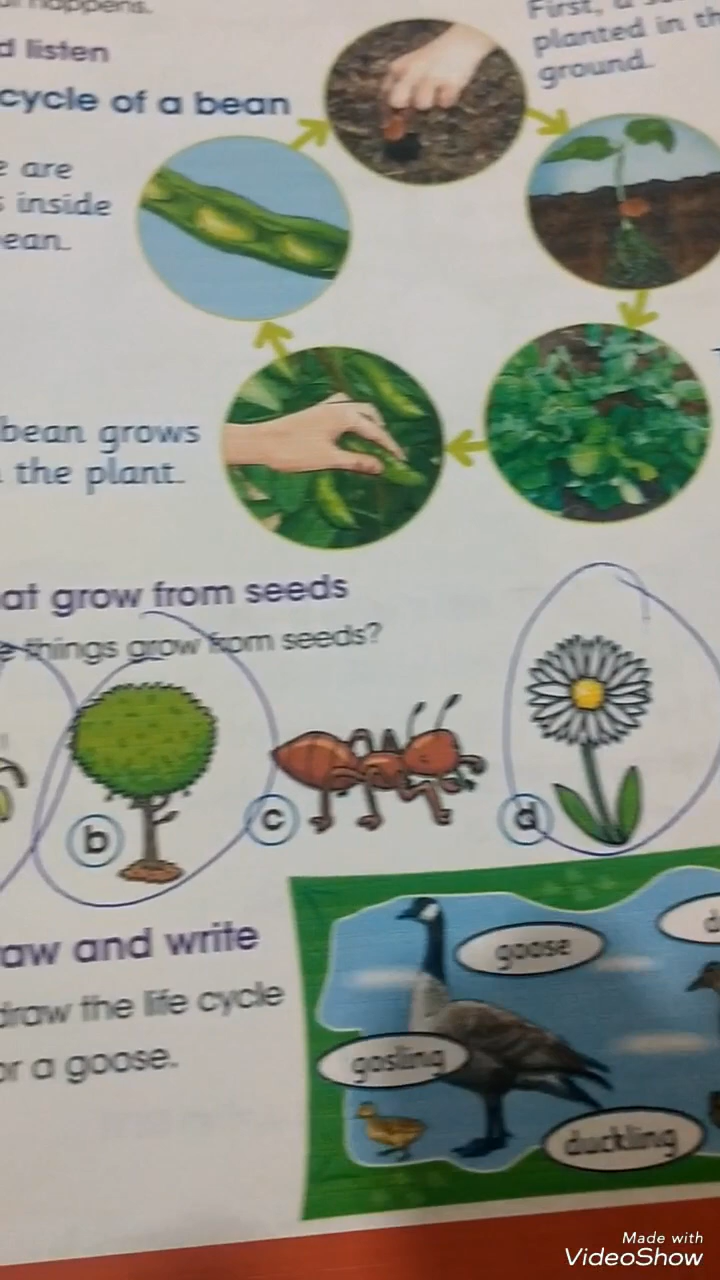 happens.
First, a
planted in th
ground.
d listen
cycle of a bean
e are
s inside
ean.
bean grows
the plant.
at grow from seeds
e things grow from seeds?
b
c
d
aw and write
draw the life cycle
or a goose.
goose
d
gosling
duckling
Made with
VideoShow